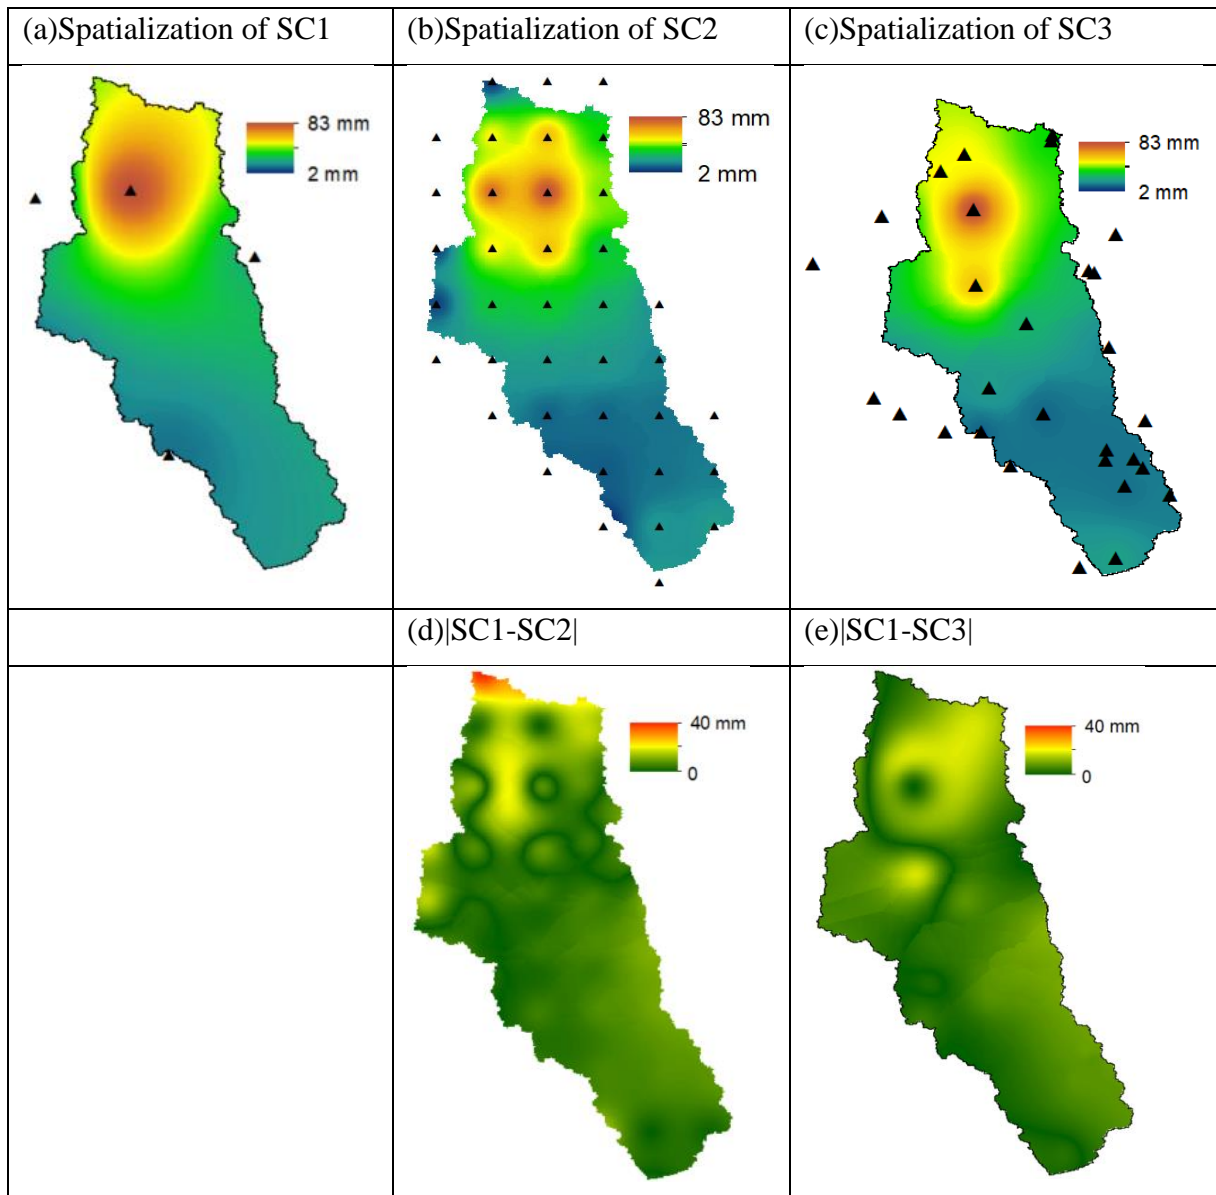 (a)Spatialization of SC1
(b)Spatialization of SC2
(c)Spatialization of SC3
83 mm
2 mm
83 mm
2 mm
83 mm
2 mm
(d)|SC1-SC2|
(e)|SC1-SC3|
40 mm
0
40 mm
0